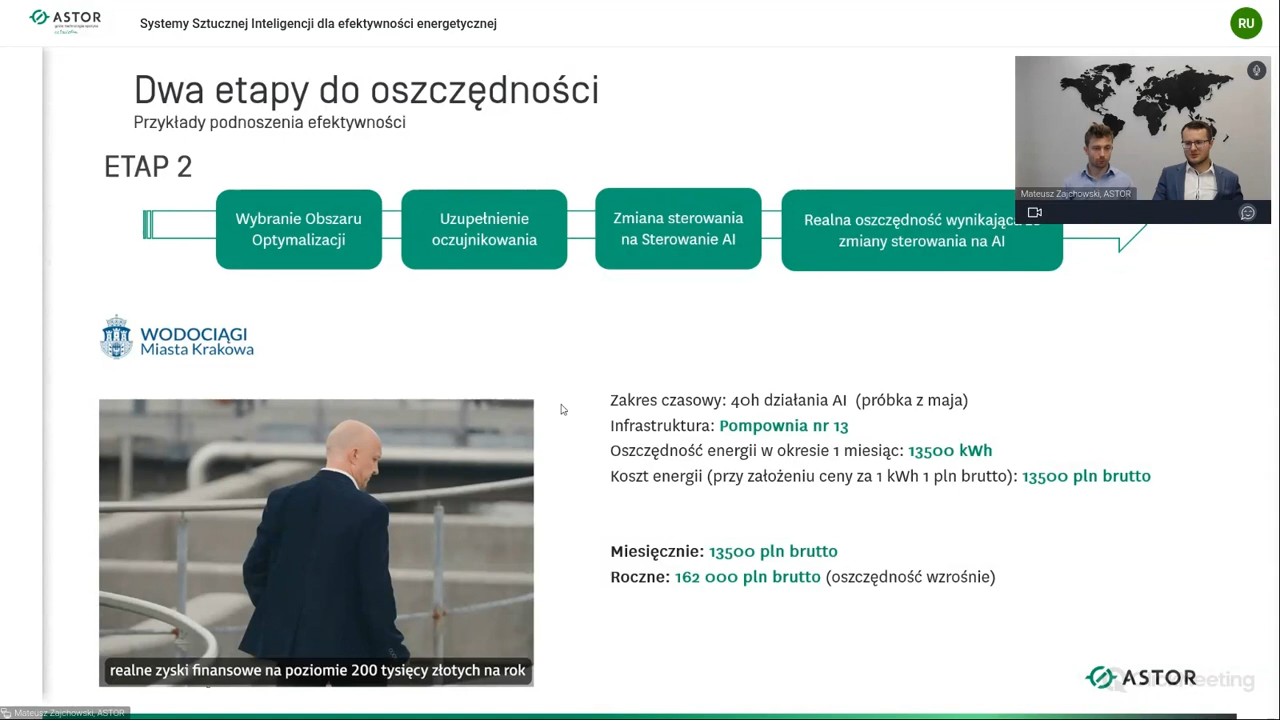 ASTOR
Systemy Sztucznej Inteligencji dla efektywności energetycznej
RU
Dwa etapy do oszczędności
Przykłady podnoszenia efektywności
ETAP 2
Wybranie Obszaru
Optymalizacji
Uzupełnienie
oczujnikowania
Zmiana sterowania
na Sterowanie AI
Realna oszczędność wynikająca
zmiany sterowania na AI
Mateusz Zajchowski, ASTOR
WODOCIĄGI
Miasta Krakowa
Zakres czasowy: 40h działania AI (próbka z maja)
Infrastruktura: Pompownia nr 13
Oszczędność energii w okresie 1 miesiąc: 13500 kWh
Koszt energii (przy założeniu ceny za 1 kWh 1 pln brutto): 13500 pln brutto
Miesięcznie: 13500 pln brutto
Roczne: 162 000 pln brutto (oszczędność wzrośnie)
realne zyski finansowe na poziomie 200 tysięcy złotych na rok
ASTOR
Mateusz Zajchowski, ASTOR